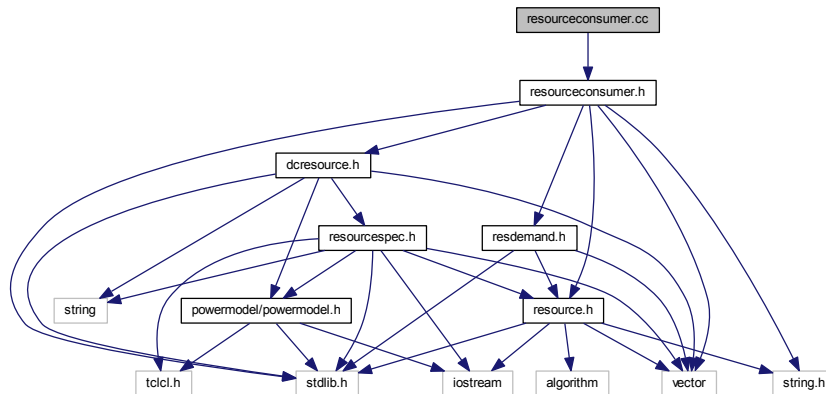 resourceconsumer.cc
resourceconsumer.h
dcresource.h
resourcespec.h
resdemand.h
string
powermodel/powermodel.h
resource.h
tclcl.h
stdlib.h
iostream
algorithm
vector
string.h